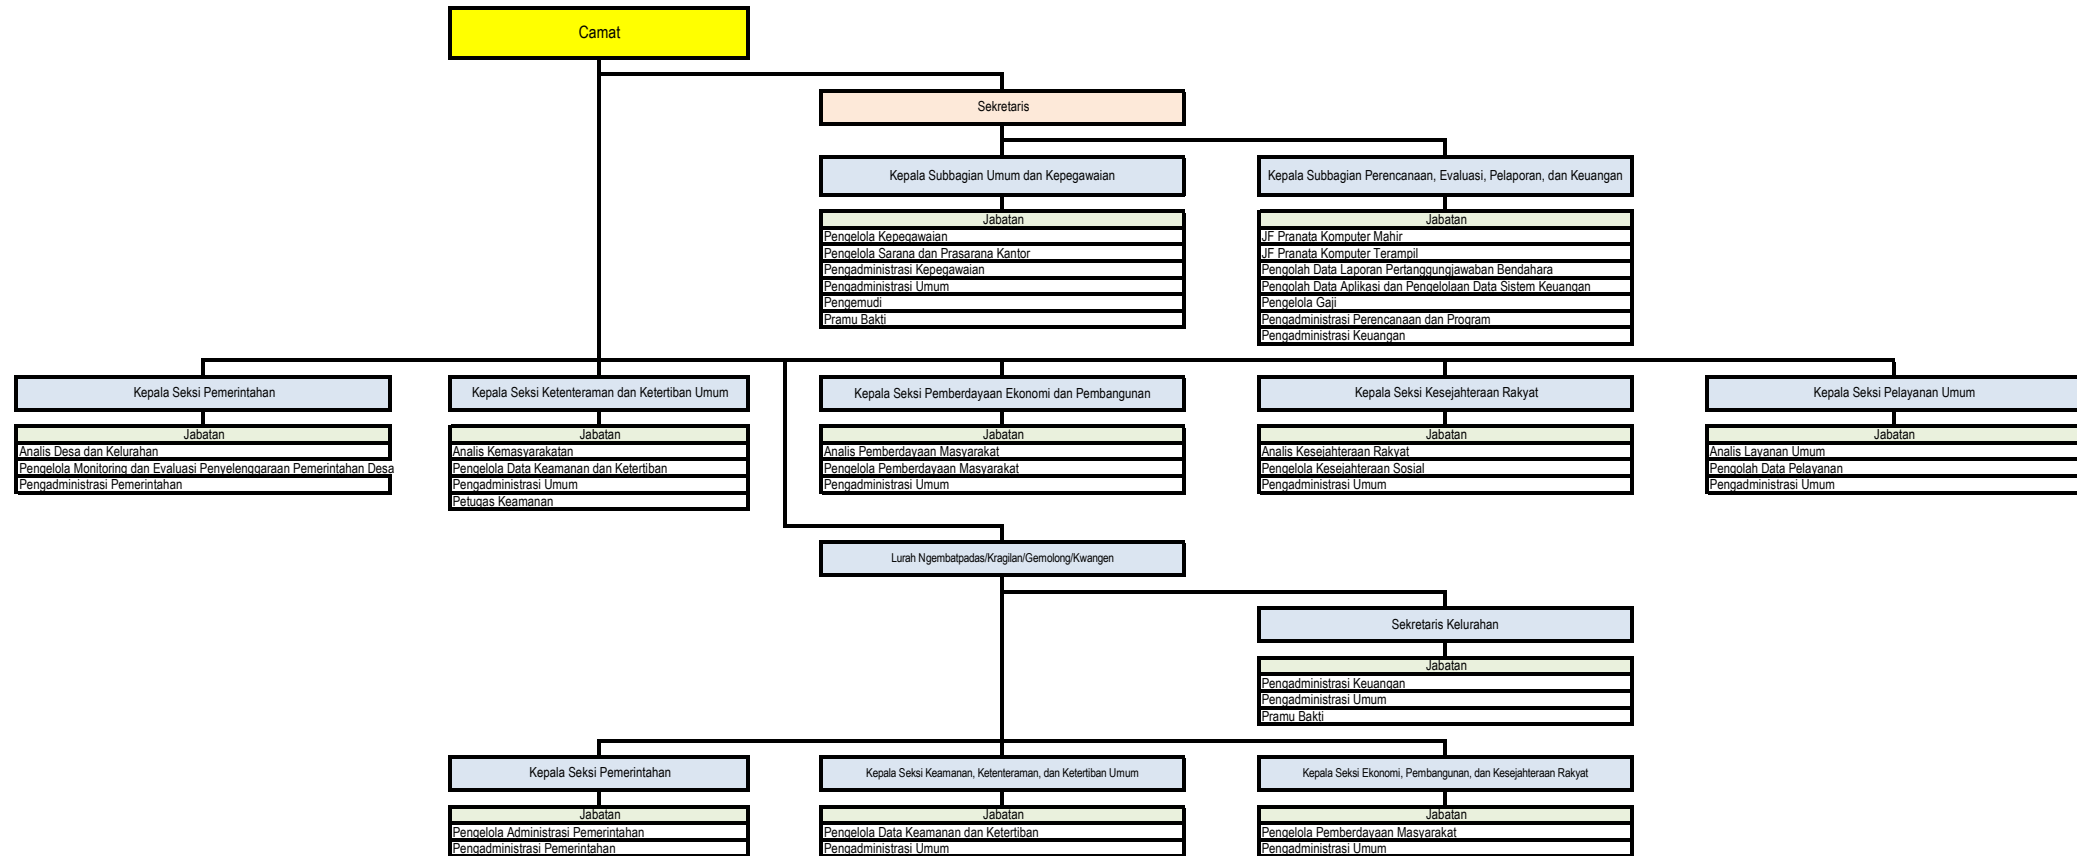 Camat
Sekretaris
Kepala Subbagian Umum dan Kepegawaian
Jabatan
Pengelola Kepegawaian
Pengelola Sarana dan Prasarana Kantor
Pengadministrasi Kepegawaian
Pengadministrasi Umum
Pengemudi
Pramu Bakti
Kepala Subbagian Perencanaan, Evaluasi, Pelaporan, dan Keuangan
Jabatan
JF Pranata Komputer Mahir
JF Pranata Komputer Terampil
Pengolah Data Laporan Pertanggungjawaban Bendahara
Pengolah Data Aplikasi dan Pengelolaan Data Sistem Keuangan
Pengelola Gaji
Pengadministrasi Perencanaan dan Program
Pengadministrasi Keuangan
Kepala Seksi Pemerintahan
Jabatan
Analis Desa dan Kelurahan
Pengelola Monitoring dan Evaluasi Penyelenggaraan Pemerintahan Desa
Pengadministrasi Pemerintahan
Kepala Seksi Ketenteraman dan Ketertiban Umum
Jabatan
Analis Kemasyarakatan
Pengelola Data Keamanan dan Ketertiban
Pengadministrasi Umum
Petugas Keamanan
Kepala Seksi Pemberdayaan Ekonomi dan Pembangunan
Jabatan
Analis Pemberdayaan Masyarakat
Pengelola Pemberdayaan Masyarakat
Pengadministrasi Umum
Kepala Seksi Kesejahteraan Rakyat
Jabatan
Analis Kesejahteraan Rakyat
Pengelola Kesejahteraan Sosial
Pengadministrasi Umum
Kepala Seksi Pelayanan Umum
Jabatan
Analis Layanan Umum
Pengolah Data Pelayanan
Pengadministrasi Umum
Lurah Ngembatpadas/Kragilan/Gemolong/Kwangen
Sekretaris Kelurahan
Jabatan
Pengadministrasi Keuangan
Pengadministrasi Umum
Pramu Bakti
Kepala Seksi Pemerintahan
Jabatan
Pengelola Administrasi Pemerintahan
Pengadministrasi Pemerintahan
Kepala Seksi Keamanan, Ketenteraman, dan Ketertiban Umum
Jabatan
Pengelola Data Keamanan dan Ketertiban
Pengadministrasi Umum
Kepala Seksi Ekonomi, Pembangunan, dan Kesejahteraan Rakyat
Jabatan
Pengelola Pemberdayaan Masyarakat
Pengadministrasi Umum